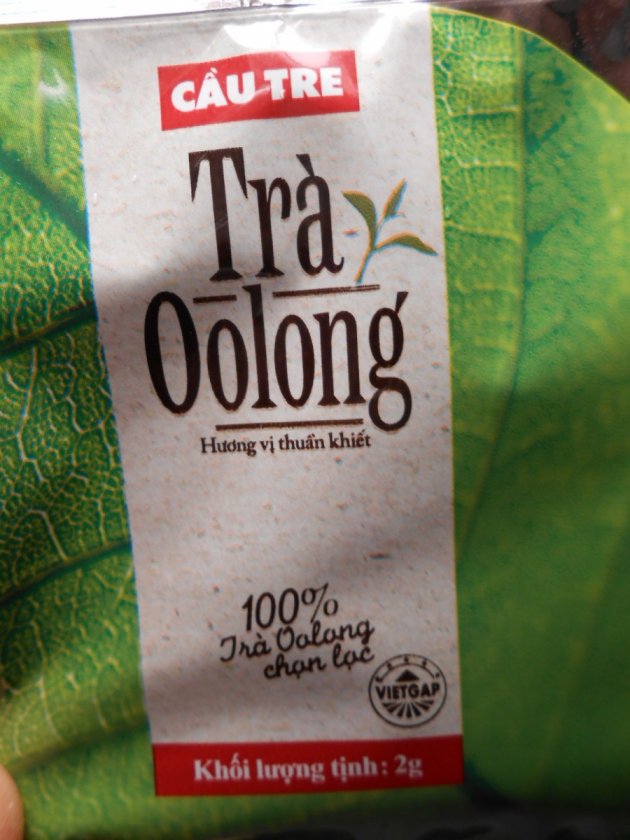 CẦU TRE
Trà
Oolong
Hương vị thuần khiết
100%
Trà Oolong
chọn lọc
VIETGAP
Khối lượng tịnh: 2g